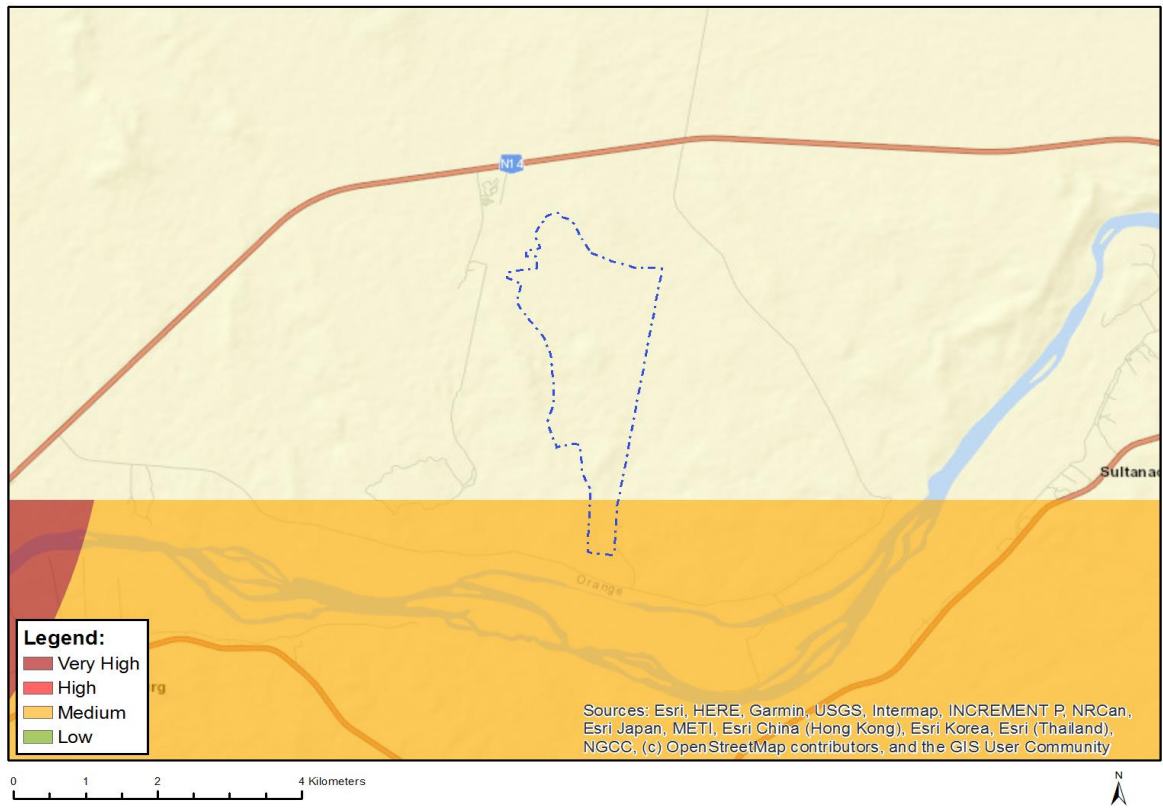 N14
Sultanac
Orange
Legend:
Very High
High
Medium
Low
rg
Sources: Esri, HERE, Garmin, USGS, Intermap, INCREMENT P, NRCan,
Esri Japan, METI, Esri China (Hong Kong), Esri Korea, Esri (Thailand),
NGCC, (c) OpenStreetMap contributors, and the GIS User Community
0 1 2 4 Kilometers
N